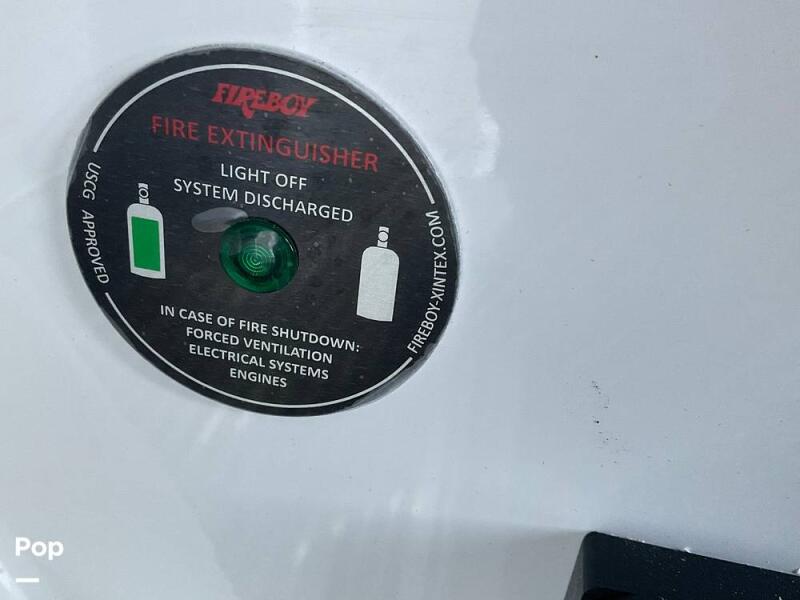 FIREBOY
FIRE EXTINGUISHER
LIGHT OFF
SYSTEM DISCHARGED
USCG APPROVED
FIREBOY-XINTEX.COM
IN CASE OF FIRE SHUTDOWN:
FORCED VENTILATION
ELECTRICAL SYSTEMS
ENGINES
Pop